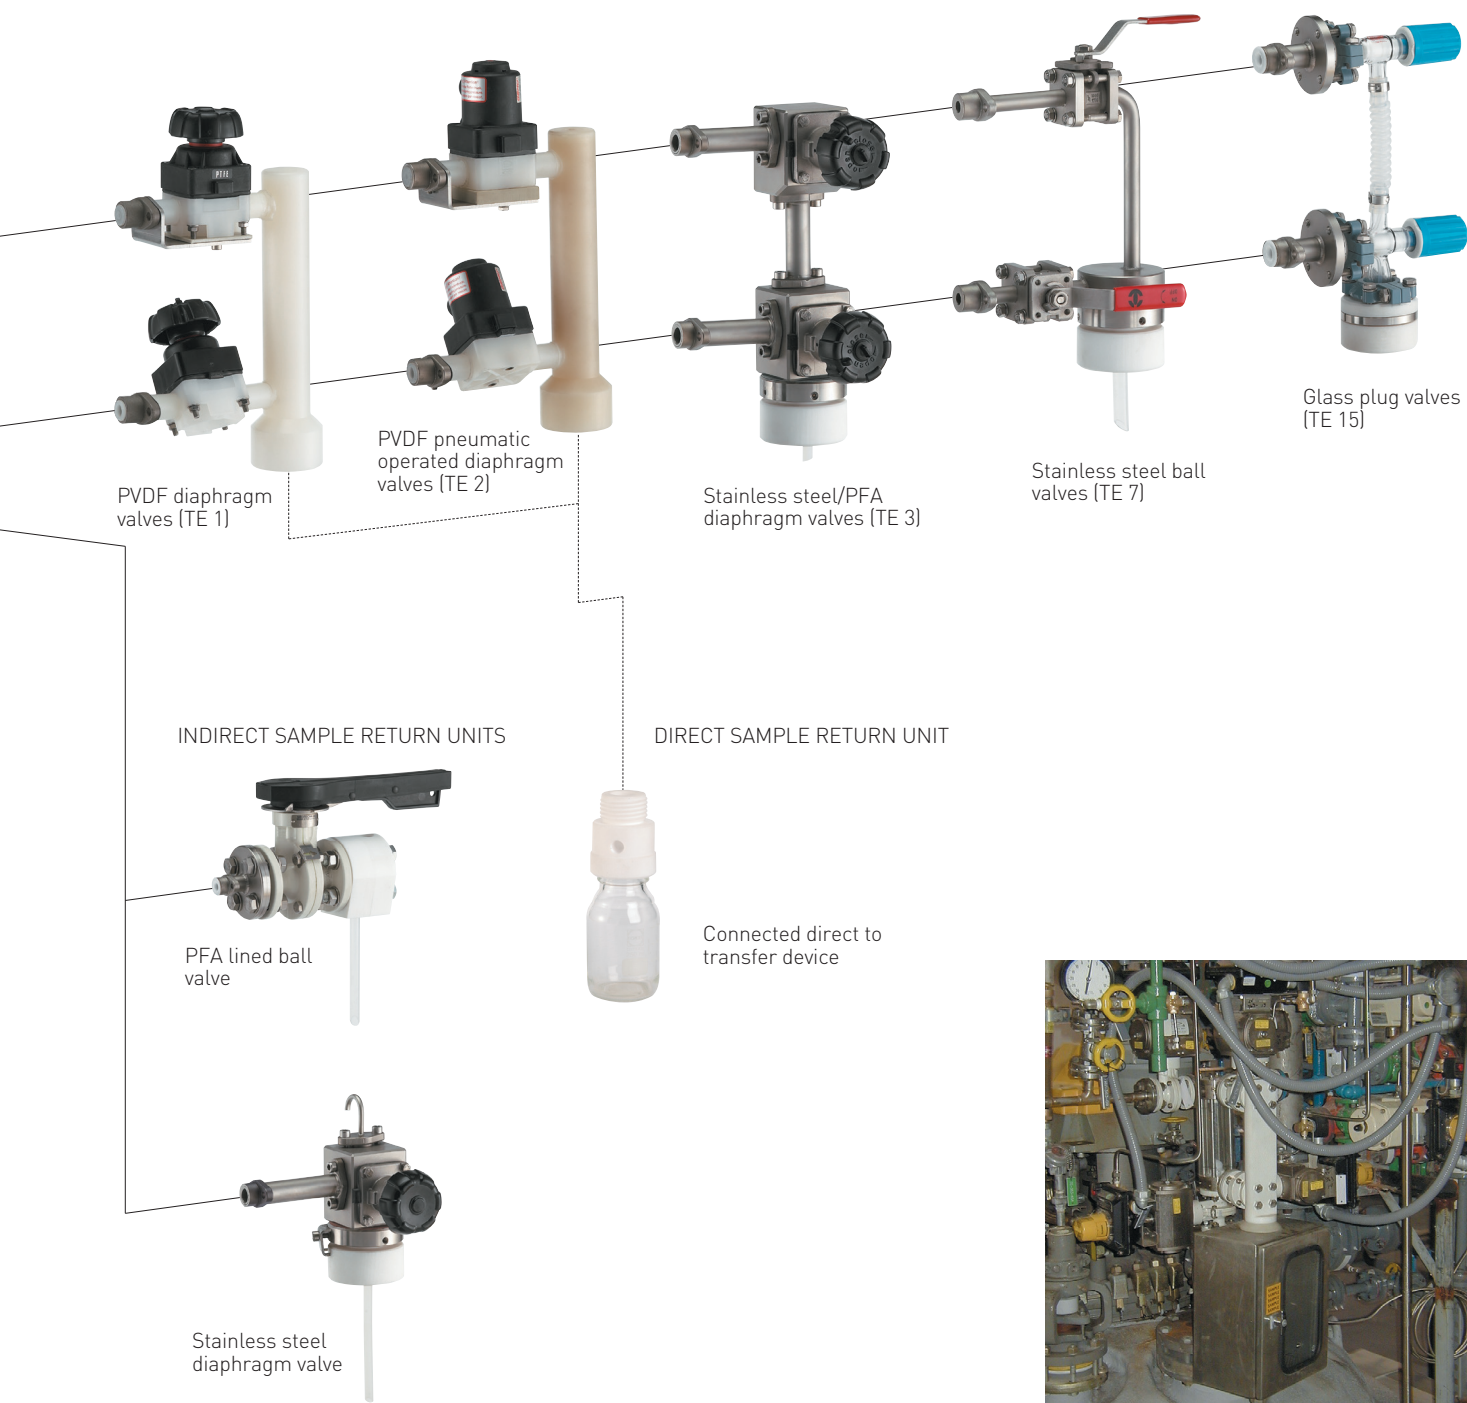 PTFE
Glass plug valves
(TE 15)
PVDF pneumatic
operated diaphragm
valves (TE 2)
Stainless steel ball
valves (TE 7)
PVDF diaphragm
valves (TE 1)
Stainless steel/PFA
diaphragm valves (TE 3)
INDIRECT SAMPLE RETURN UNITS
DIRECT SAMPLE RETURN UNIT
Connected direct to
transfer device
PFA lined ball
valve
Stainless steel
diaphragm valve